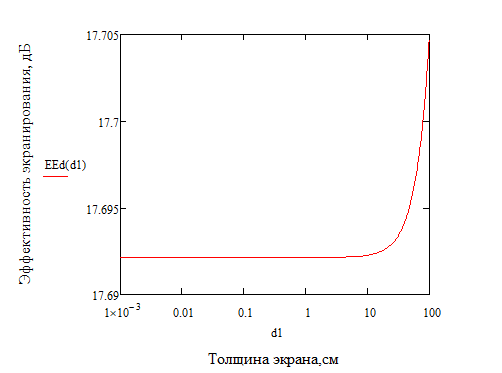 Эффективность экранирования, дБ
17.705
17.7
EEd(d1)
17.695
17.69
1×10⁻³ 0.01 0.1 1 10 100
d1
Толщина экрана,см